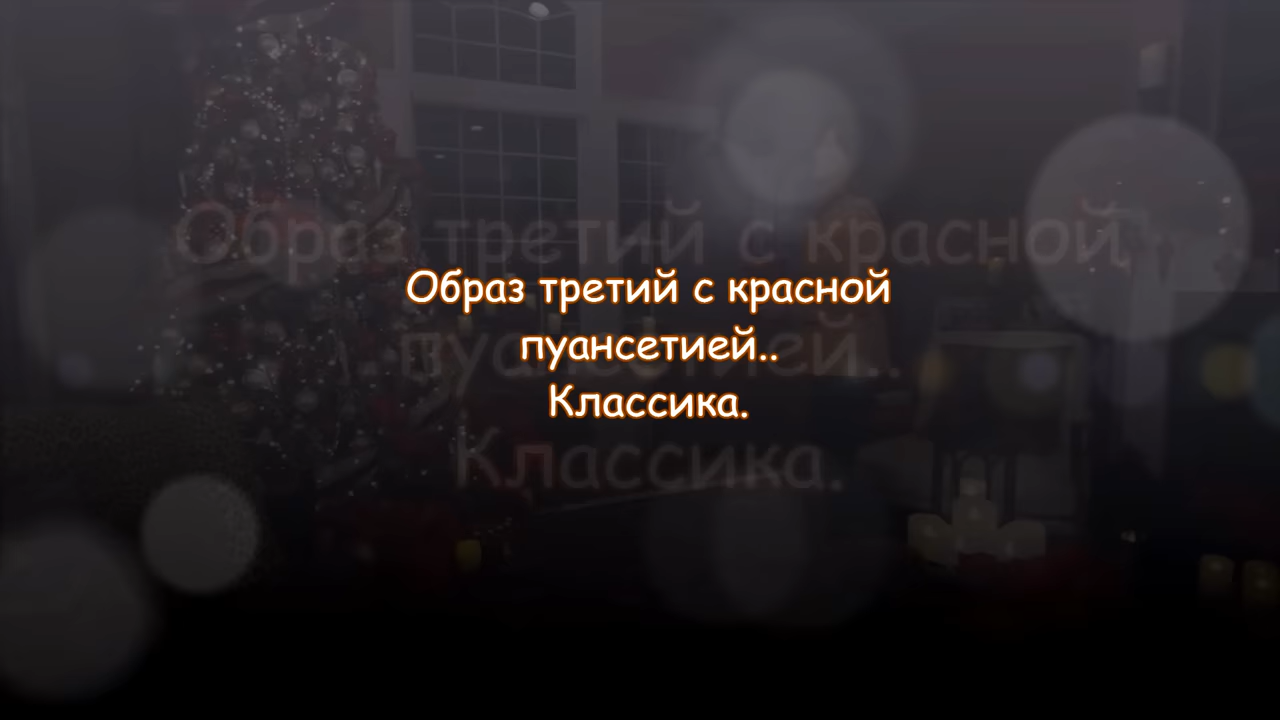 Образ третий с красной
пуансетией..
Классика.